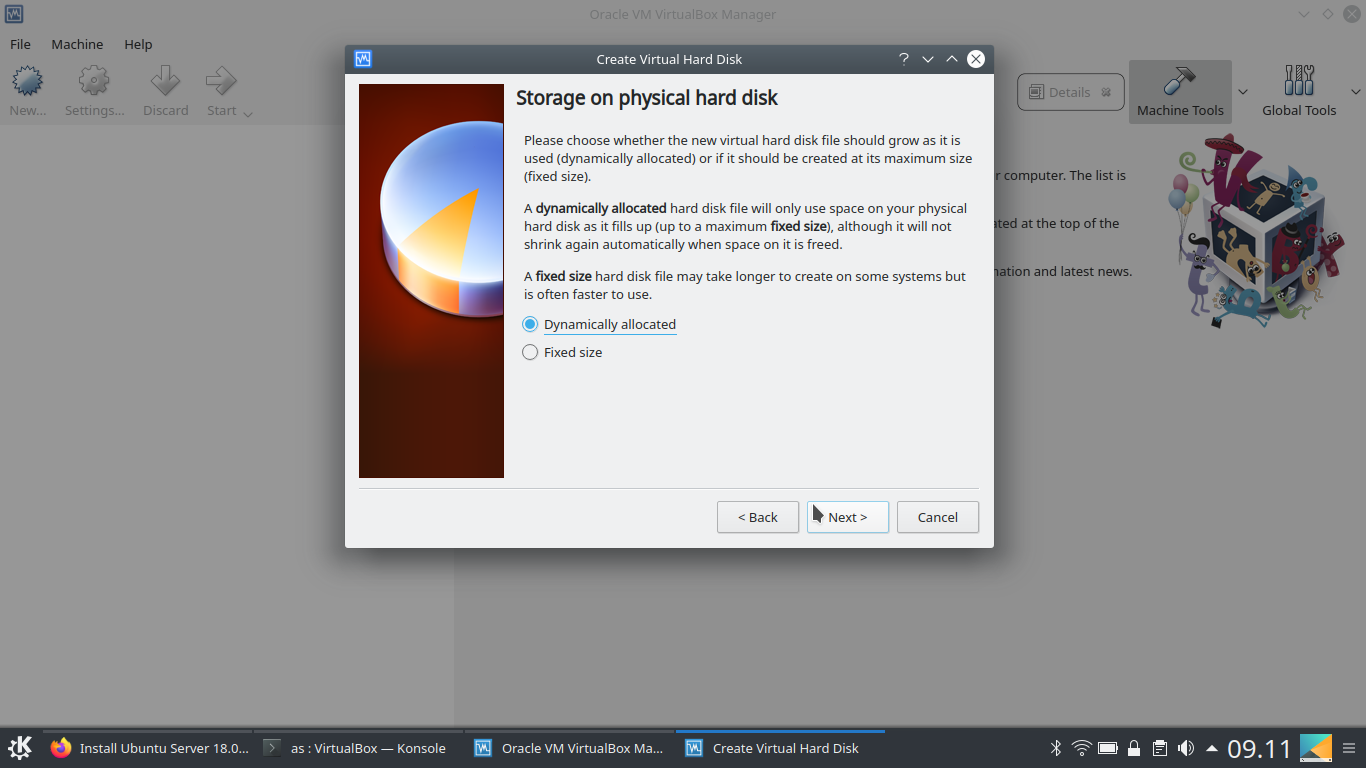 Oracle VM VirtualBox Manager
File Machine Help
New... Settings... Discard Start
Details Machine Tools Global Tools
Create Virtual Hard Disk
Storage on physical hard disk
Please choose whether the new virtual hard disk file should grow as it is
used (dynamically allocated) or if it should be created at its maximum size
(fixed size).
A dynamically allocated hard disk file will only use space on your physical
hard disk as it fills up (up to a maximum fixed size), although it will not
shrink again automatically when space on it is freed.
A fixed size hard disk file may take longer to create on some systems but
is often faster to use.
Dynamically allocated
Fixed size
< Back Next > Cancel
r computer. The list is
ated at the top of the
nation and latest news.
Install Ubuntu Server 18.0... as : VirtualBox — Konsole Oracle VM VirtualBox Ma... Create Virtual Hard Disk 09.11